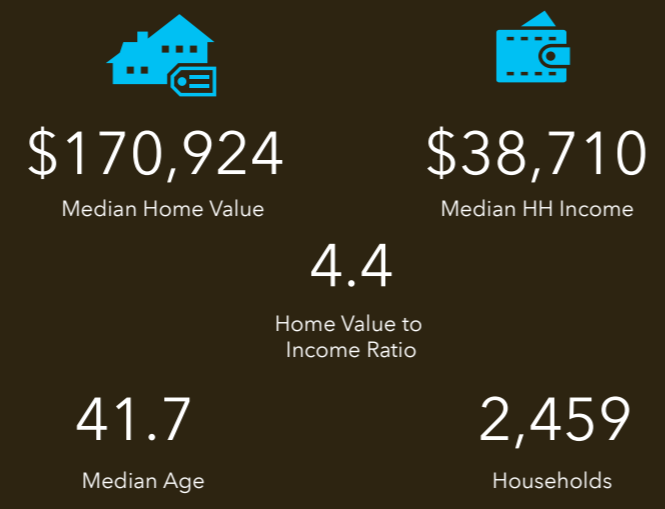 $170,924
$38,710
Median Home Value
Median HH Income
4.4
Home Value to
Income Ratio
41.7
2,459
Median Age
Households